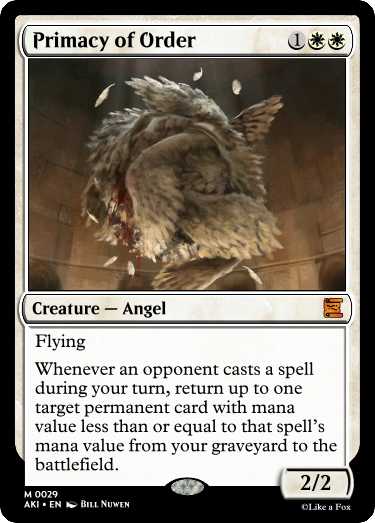 Primacy of Order 1
Creature — Angel
Flying
Whenever an opponent casts a spell
during your turn, return up to one
target permanent card with mana
value less than or equal to that spell's
mana value from your graveyard to the
battlefield.
2/2
M 0029
AKI • EN Bill Nuwen
©Like a Fox